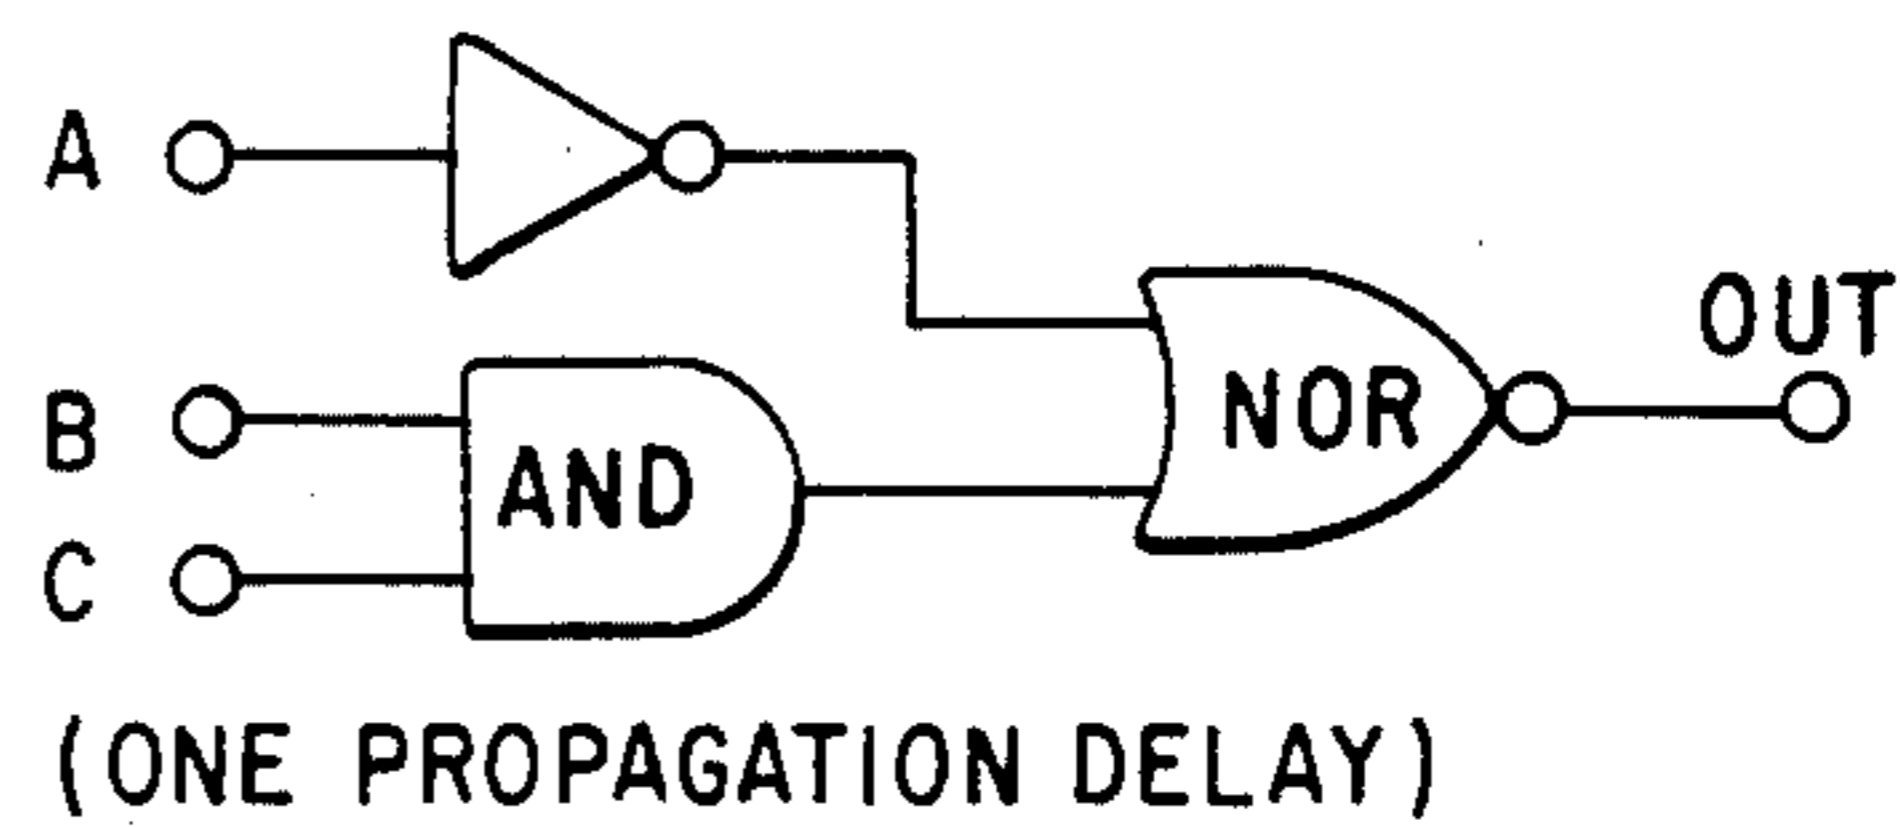 A
B
C
AND
NOR
OUT
(ONE PROPAGATION DELAY)